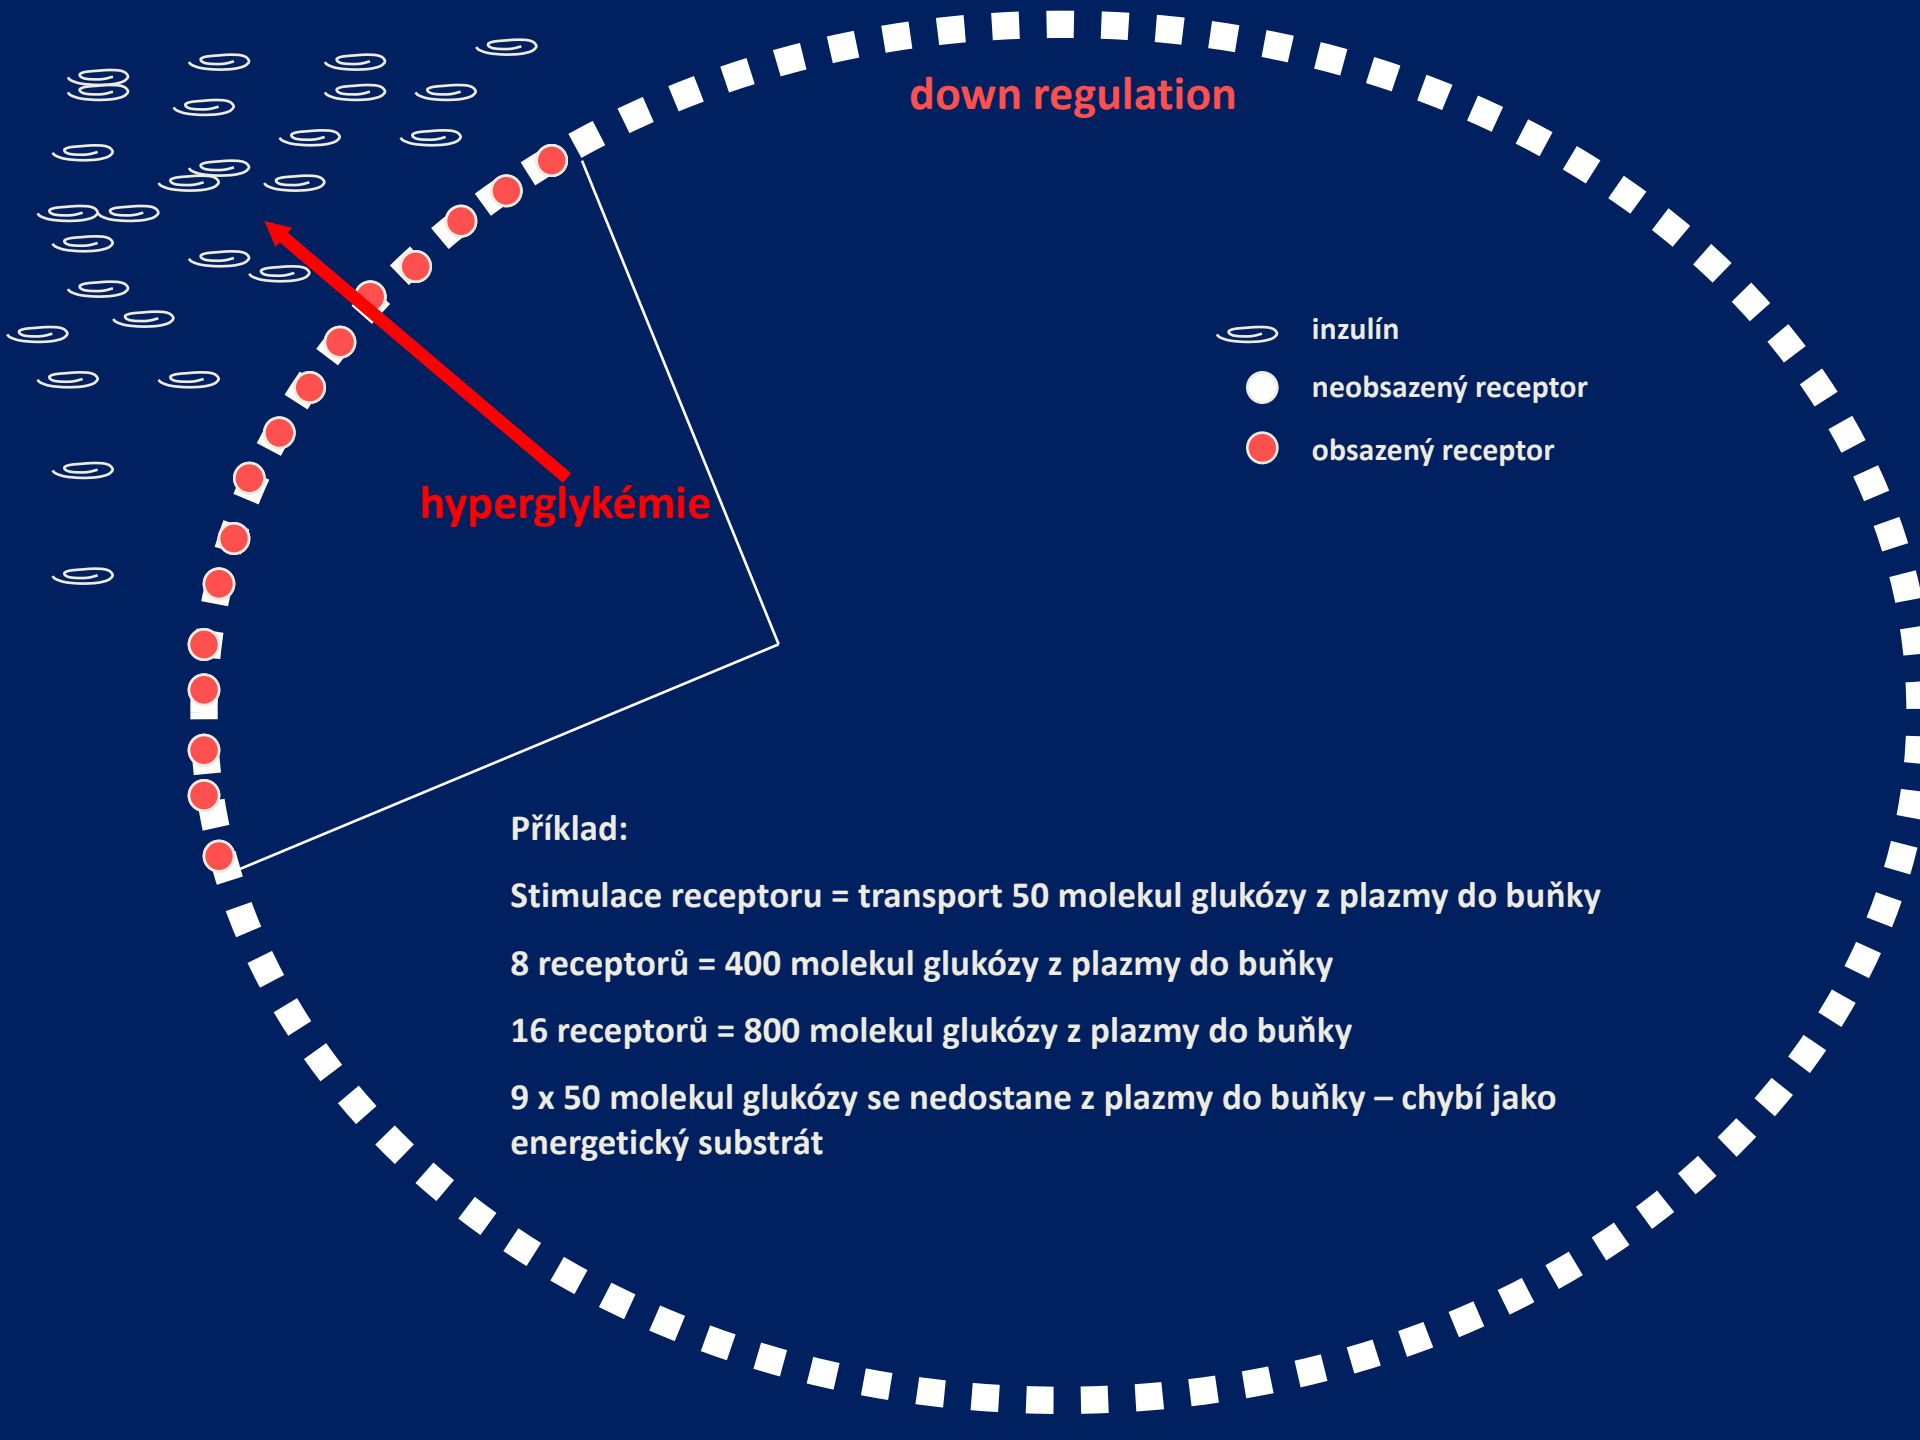 down regulation
inzulín
neobsazený receptor
obsazený receptor
hyperglykémie
Příklad:
Stimulace receptoru = transport 50 molekul glukózy z plazmy do buňky
8 receptorů = 400 molekul glukózy z plazmy do buňky
16 receptorů = 800 molekul glukózy z plazmy do buňky
9 x 50 molekul glukózy se nedostane z plazmy do buňky – chybí jako
energetický substrát